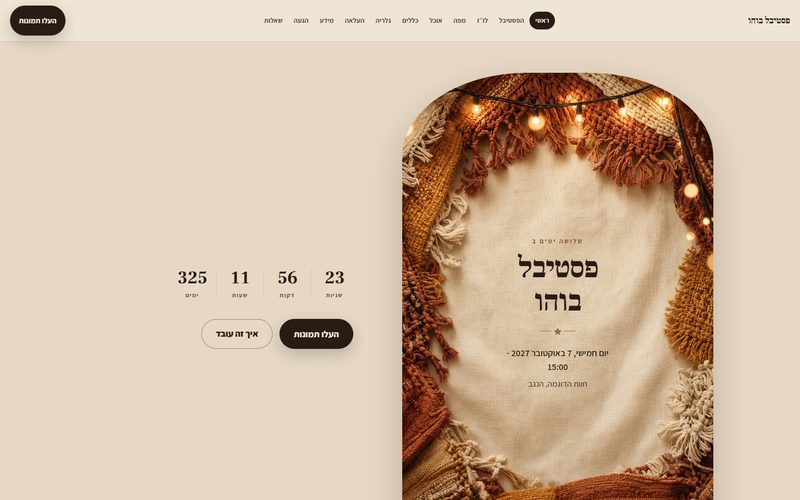 פסטיבל בוהו
ראשי
הפסטיבל
לו״ז
מפה
אוכל
כללים
גלריה
העלאה
מידע
הגעה
שאלות
העלו תמונות
שלושה ימים ב
פסטיבל
בוהו
יום חמישי, 7 באוקטובר 2027 ·
15:00
חוות הדוגמה, הנגב
23
שניות
56
דקות
11
שעות
325
ימים
העלו תמונות
איך זה עובד